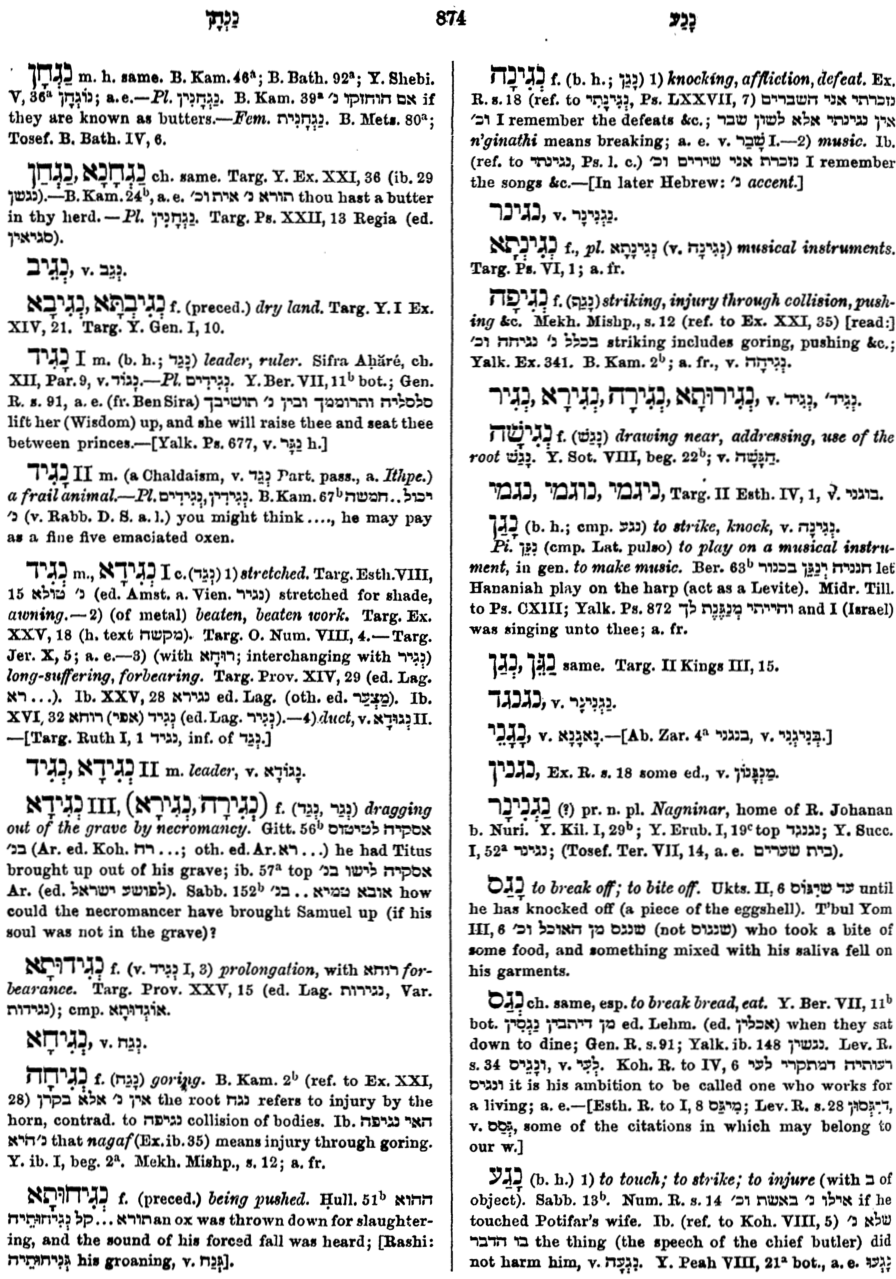 נַגְּחָן 874 נָגַע
נַגְּחָן m. h. same. B. Kam. 46ᵃ; B. Bath. 92ᵃ; Y. Shebi.
V, 36ᵃ נוֹגְחָן; a. e.—Pl. נַגְּחָנִין. B. Kam. 39ᵃ אם הוחזקו נ' if
they are known as butters.—Fem. נַגְּחָנִית. B. Mets. 80ᵃ;
Tosef. B. Bath. IV, 6.
נַגְּחָנָא, נַגְּחַן ch. same. Targ. Y. Ex. XXI, 36 (ib. 29
נגשן).—B. Kam. 24ᵇ, a. e. תורא נ' אית וכ' thou hast a butter
in thy herd.—Pl. נַגְּחָנִין. Targ. Ps. XXII, 13 Regia (ed.
סגיאין).
נְגֵיב, v. נְגַב.
נְגִיבְתָּא, נְגִיבָא f. (preced.) dry land. Targ. Y. I Ex.
XIV, 21. Targ. Y. Gen. I, 10.
נָגִיד I m. (b. h.; נָגַד) leader, ruler. Sifra Aḥăré, ch.
XII, Par. 9, v. נָגוֹד.—Pl. נְגִידִים. Y. Ber. VII, 11ᵇ bot.; Gen.
R. s. 91, a. e. (fr. Ben Sira) סלסליה ותרוממך ובין נ' תושיבך
lift her (Wisdom) up, and she will raise thee and seat thee
between princes.—[Yalk. Ps. 677, v. נָגַד h.]
נָגִיד II m. (a Chaldaism, v. נְגַד Part. pass., a. Ithpe.)
a frail animal.—Pl. נְגִידִים, נְגִידִין. B. Kam. 67ᵇ יכול .. חמשה
נ' (v. Rabb. D. S. a. l.) you might think ...., he may pay
as a fine five emaciated oxen.
נְגִיד m., נְגִידָא I c. (נְגַד) 1) stretched. Targ. Esth. VIII,
15 נ' טולא (ed. Amst. a. Vien. נגיר) stretched for shade,
awning.—2) (of metal) beaten, beaten work. Targ. Ex.
XXV, 18 (h. text מקשה). Targ. O. Num. VIII, 4.—Targ.
Jer. X, 5; a. e.—3) (with רוּחָא; interchanging with נְגִיר)
long-suffering, forbearing. Targ. Prov. XIV, 29 (ed. Lag.
...רא). Ib. XXV, 28 נגירא ed. Lag. (oth. ed. מְצַעֵר). Ib.
XVI, 32 נְגִיד (אפי) רוחא (ed. Lag. נְגִיר).—4) duct, v. נְגוּדָא II.
—[Targ. Ruth I, 1 נגיד, inf. of נְגַד.]
נְגִידָא, נְגִיד II m. leader, v. נָגוֹדָא.
נְגִידָא III, (נְגִירָה, נְגִירָא) f. (נְגַד, נְגַר) dragging
out of the grave by necromancy. Gitt. 56ᵇ אסקיה לטיטוס
בנ' (Ar. ed. Koh. רה...; oth. ed. Ar. רא...) he had Titus
brought up out of his grave; ib. 57ᵃ top אסקיה לישו בנ'
Ar. (ed. לפושע ישראל). Sabb. 152ᵇ אובא טמיא .. בנ' how
could the necromancer have brought Samuel up (if his
soul was not in the grave)?
נְגִידוּתָא f. (v. נְגִיד I, 3) prolongation, with רוחא for-
bearance. Targ. Prov. XXV, 15 (ed. Lag. נגירות, Var.
נגידות); cmp. אוֹגְדוּתָא.
נְגִיחָא, v. נְגַח.
נְגִיחָה f. (נָגַח) goring. B. Kam. 2ᵇ (ref. to Ex. XXI,
28) אין נ' אלא בקרן the root נגח refers to injury by the
horn, contrad. to נגיפה collision of bodies. Ib. האי נגיפה
נ' היא that nagaf (Ex. ib. 35) means injury through goring.
Y. ib. I, beg. 2ᵃ. Mekh. Mishp., s. 12; a. fr.
נְגִיחוּתָא f. (preced.) being pushed. Ḥull. 51ᵇ ההוא
תורא ... קל נְגִיחוּתֵיהּ an ox was thrown down for slaughter-
ing, and the sound of his forced fall was heard; [Rashi:
גְּנִיחוּתֵיהּ his groaning, v. גְּנַח].
נְגִינָה f. (b. h.; נָגַן) 1) knocking, affliction, defeat. Ex.
R. s. 18 (ref. to נְגִינָתִי, Ps. LXXVII, 7) נזכרתי אני השברים
וכ' I remember the defeats &c.; אין נגינתי אלא לשון שבר
n'ginathi means breaking; a. e. v. שָׁבַר I.—2) music. Ib.
(ref. to נגינתי, Ps. l. c.) נזכרת אני שירים וכ' I remember
the songs &c.—[In later Hebrew: נ' accent.]
נגינר, v. נַגְנִינָר.
נְגִינְתָא f., pl. נְגִינָתָא (v. נְגִינָה) musical instruments.
Targ. Ps. VI, 1; a. fr.
נְגִיפָה f. (נָגַף) striking, injury through collision, push-
ing &c. Mekh. Mishp., s. 12 (ref. to Ex. XXI, 35) [read:]
בכלל נ' נגיחה וכ' striking includes goring, pushing &c.;
Yalk. Ex. 341. B. Kam. 2ᵇ; a. fr., v. נְגִיחָה.
נְגִירוּתָא, נְגִירָה, נְגִירָא, נְגִיר, v. נְגִיד, נְגִיד'.
נְגִישָׁה f. (נָגַשׁ) drawing near, addressing, use of the
root נָגַשׁ. Y. Sot. VIII, beg. 22ᵇ; v. הַגָּשָׁה.
ניגמי, נוגמי, נגמי, Targ. II Esth. IV, 1, v. בוגני.
נָגַן (b. h.; cmp. נגע) to strike, knock, v. נְגִינָה.
Pi. נִגֵּן (cmp. Lat. pulso) to play on a musical instru-
ment, in gen. to make music. Ber. 63ᵇ חנניה יְנַגֵּן בכנור let
Hananiah play on the harp (act as a Levite). Midr. Till.
to Ps. CXIII; Yalk. Ps. 872 והייתי מְנַגֶּנֶת לך and I (Israel)
was singing unto thee; a. fr.
נַגֵּן, נְגַן same. Targ. II Kings III, 15.
נגנגד, v. נַגְנִינָר.
נָגָנֵי, v. נְאגָנָא.—[Ab. Zar. 4ᵃ בנגני, v. בְּנִיגְנֵי.]
נגנין, Ex. R. s. 18 some ed., v. מַנְגָּנוֹן.
נַגְנִינָר (?) pr. n. pl. Nagninar, home of R. Johanan
b. Nuri. Y. Kil. I, 29ᵇ; Y. Erub. I, 19ᶜ top נגנגד; Y. Succ.
I, 52ᵃ נגינר; (Tosef. Ter. VII, 14, a. e. בית שערים).
נָגַס to break off; to bite off. Ukts. II, 6 עד שֶׁיִּגּוֹס until
he has knocked off (a piece of the eggshell). T'bul Yom
III, 6 שנגס מן האוכל וכ' (not שנגוס) who took a bite of
some food, and something mixed with his saliva fell on
his garments.
נְגַס ch. same, esp. to break bread, eat. Y. Ber. VII, 11ᵇ
bot. מן דיתבין נָגְסִין ed. Lehm. (ed. אכלין) when they sat
down to dine; Gen. R. s. 91; Yalk. ib. 148 נגשין. Lev. R.
s. 34 וּנְגֵיס, v. לְעֵי. Koh. R. to IV, 6 רעותיה דמתקרי לעי
ונגיס it is his ambition to be called one who works for
a living; a. e.—[Esth. R. to I, 8 מֵיגַּס; Lev. R. s. 28 דְיִגְּסוּן,
v. גְּסַס, some of the citations in which may belong to
our w.]
נָגַע (b. h.) 1) to touch; to strike; to injure (with ב of
object). Sabb. 13ᵇ. Num. R. s. 14 אילו נ' באשת וכ' if he
touched Potifar's wife. Ib. (ref. to Koh. VIII, 5) שלא נ'
בו הדבר the thing (the speech of the chief butler) did
not harm him, v. נְגָעָה. Y. Peah VIII, 21ᵃ bot., a. e. נָגְעוּ